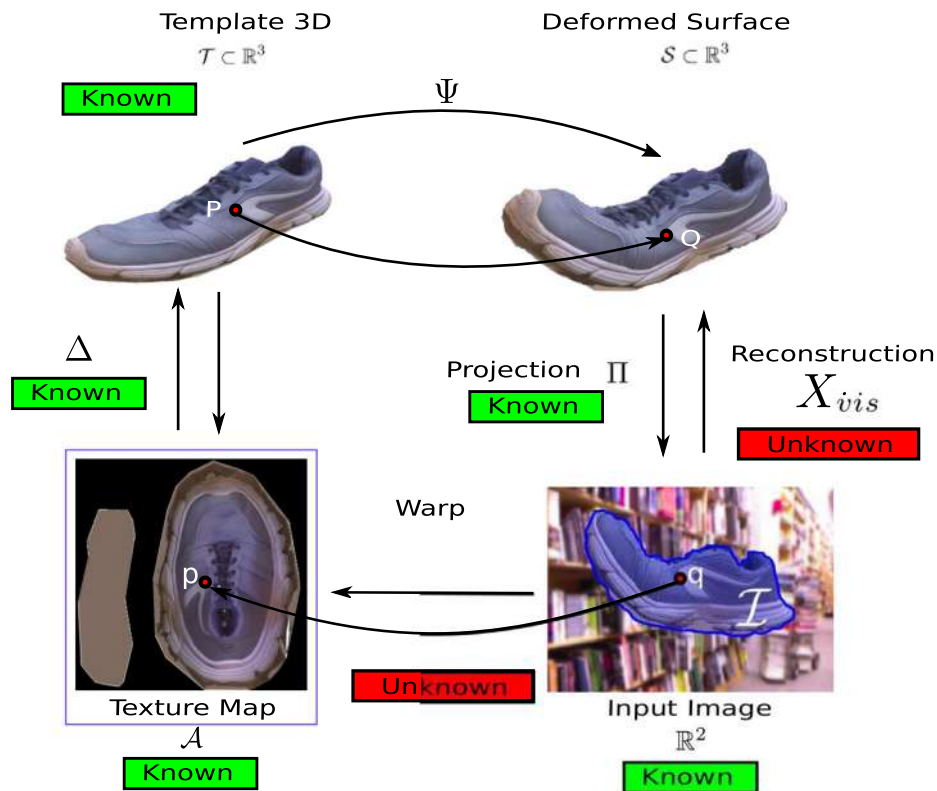 Template 3D
𝒯 ⊂ ℝ³
Known
Deformed Surface
𝒮 ⊂ ℝ³
Ψ
P
Q
Δ
Known
Projection Π
Known
Reconstruction
X_vis
Unknown
Warp
p
q
ℐ
Unknown
Texture Map
𝒜
Known
Input Image
ℝ²
Known